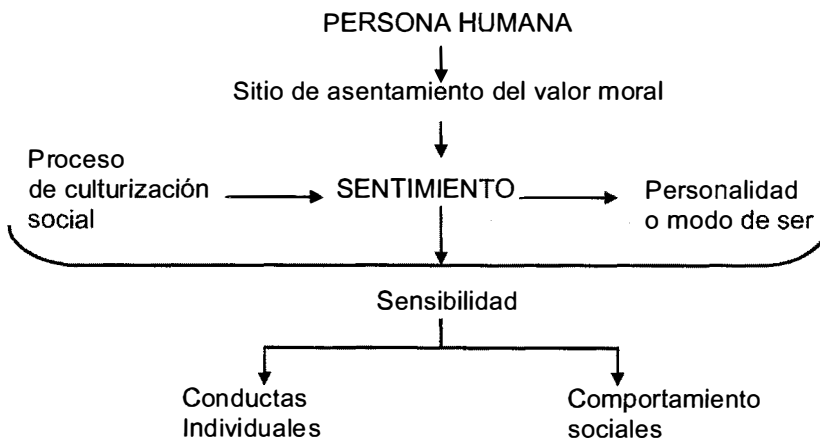 PERSONA HUMANA
Sitio de asentamiento del valor moral
Proceso
de culturización
social
SENTIMIENTO
Personalidad
o modo de ser
Sensibilidad
Conductas
Individuales
Comportamiento
sociales